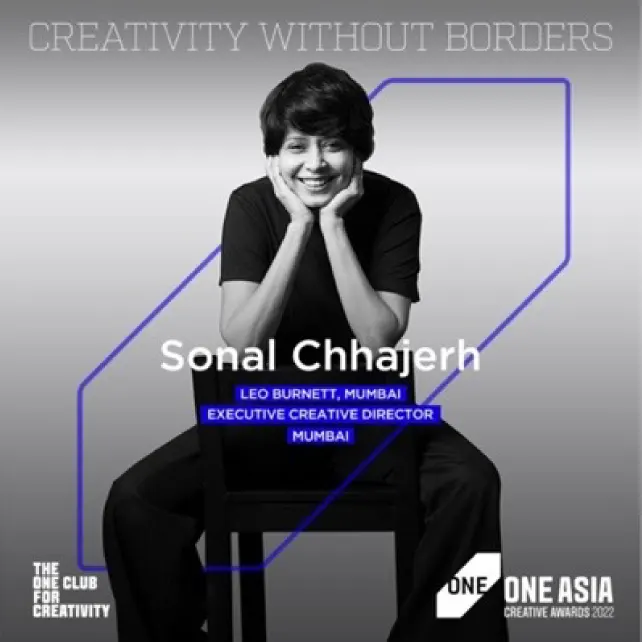 CREATIVITY WITHOUT BORDERS
Sonal Chhajerh
LEO BURNETT, MUMBAI
EXECUTIVE CREATIVE DIRECTOR
MUMBAI
THE
ONE CLUB
FOR
CREATIVITY
ONE
ONE ASIA
CREATIVE AWARDS 2022